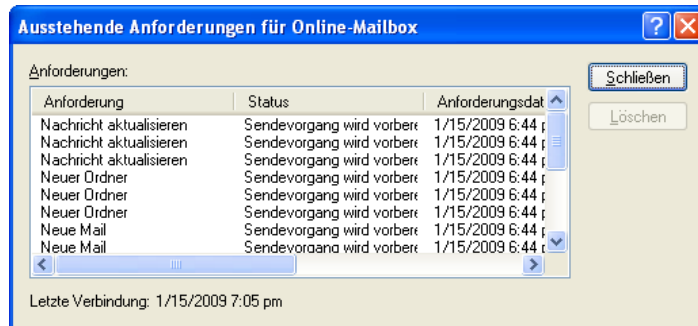 Ausstehende Anforderungen für Online-Mailbox
Anforderungen:
Schließen
Löschen
Anforderung Status Anforderungsdat
Nachricht aktualisieren Sendevorgang wird vorbere 1/15/2009 6:44 p
Nachricht aktualisieren Sendevorgang wird vorbere 1/15/2009 6:44 p
Nachricht aktualisieren Sendevorgang wird vorbere 1/15/2009 6:44 p
Neuer Ordner Sendevorgang wird vorbere 1/15/2009 6:44 p
Neuer Ordner Sendevorgang wird vorbere 1/15/2009 6:44 p
Neuer Ordner Sendevorgang wird vorbere 1/15/2009 6:44 p
Neue Mail Sendevorgang wird vorbere 1/15/2009 6:44 p
Neue Mail Sendevorgang wird vorbere 1/15/2009 6:44 p
Letzte Verbindung: 1/15/2009 7:05 pm